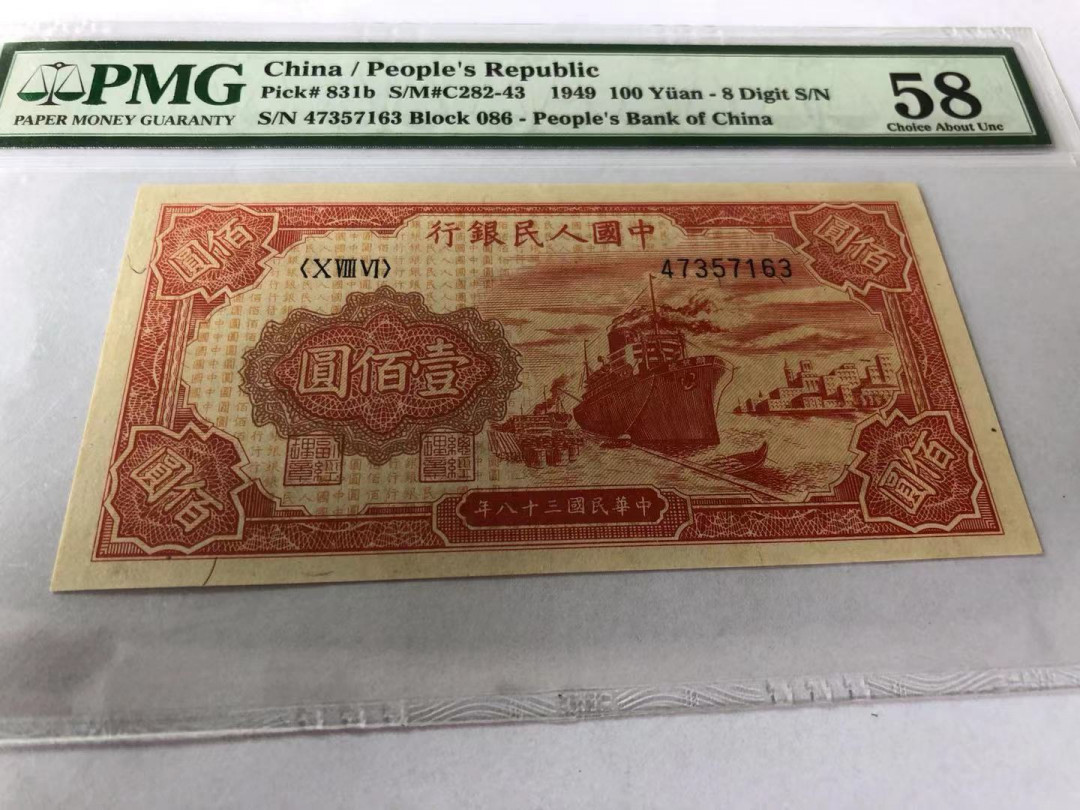 PMG
PAPER MONEY GUARANTY
China / People's Republic
Pick# 831b S/M#C282-43 1949 100 Yüan - 8 Digit S/N
S/N 47357163 Block 086 - People's Bank of China
58
Choice About Unc
行銀民人國中
圓佰
圓佰
〈X VIII VI〉
47357163
圓佰壹
圓佰
圓佰
年八十三國民華中